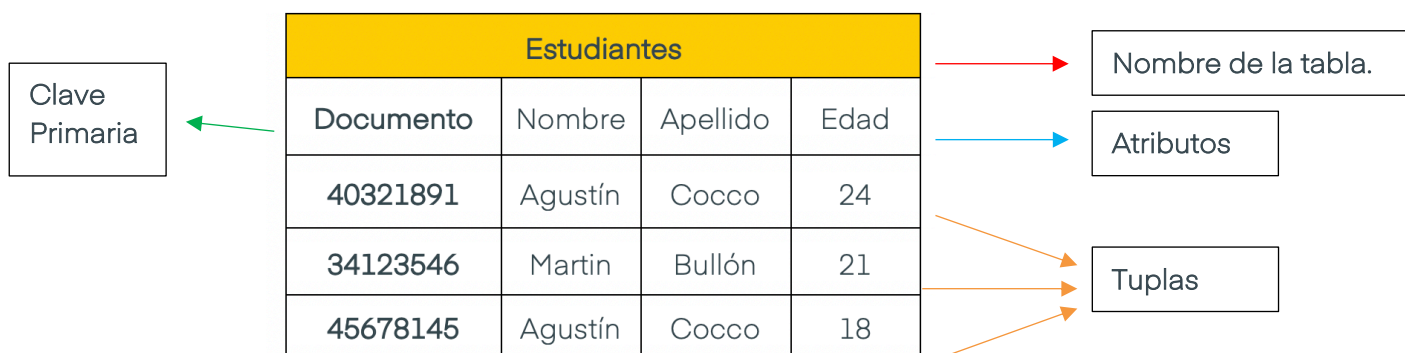 Estudiantes
Nombre de la tabla.
Clave
Primaria
Documento Nombre Apellido Edad
Atributos
40321891 Agustín Cocco 24
34123546 Martin Bullón 21
Tuplas
45678145 Agustín Cocco 18